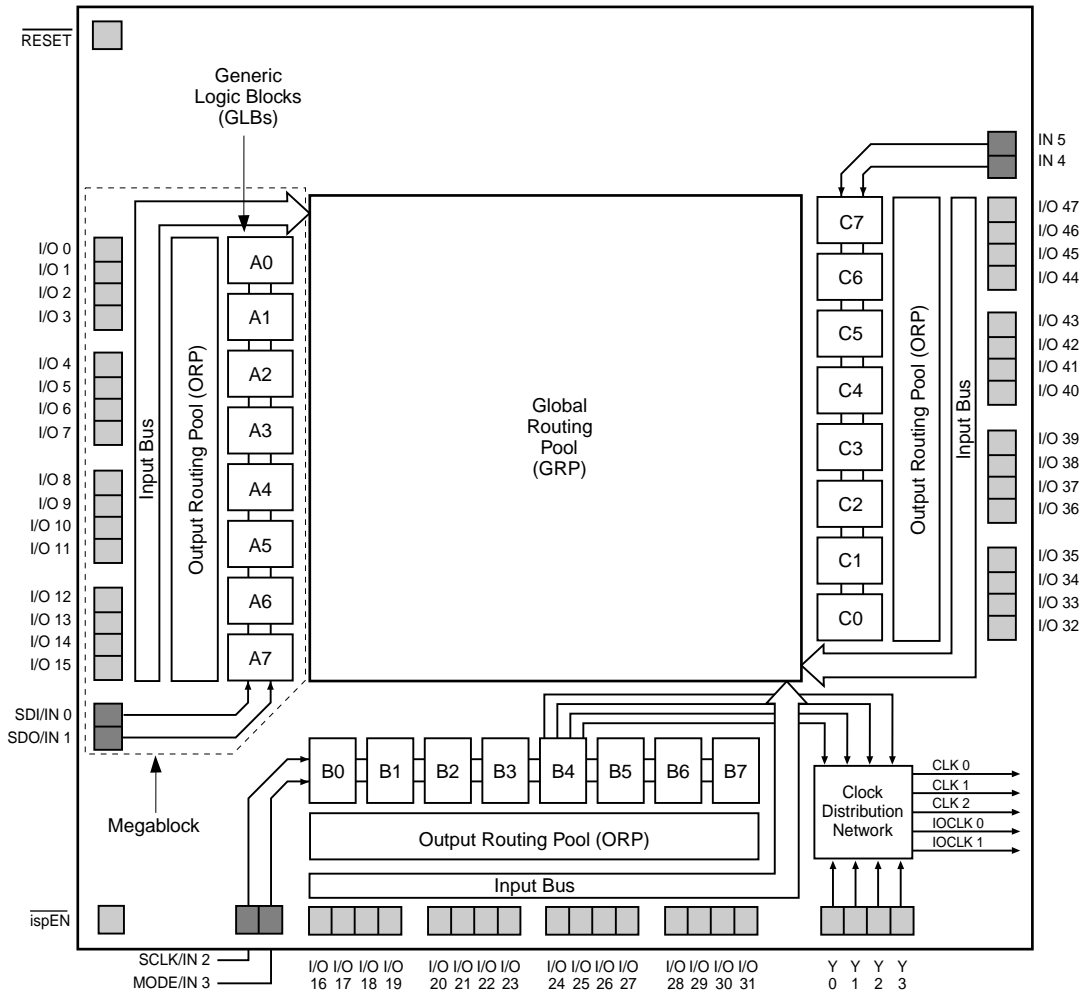 RESET
Generic
Logic Blocks
(GLBs)
IN 5
IN 4
I/O 0
I/O 1
I/O 2
I/O 3
I/O 4
I/O 5
I/O 6
I/O 7
I/O 8
I/O 9
I/O 10
I/O 11
I/O 12
I/O 13
I/O 14
I/O 15
SDI/IN 0
SDO/IN 1
Input Bus
Output Routing Pool (ORP)
A0
A1
A2
A3
A4
A5
A6
A7
Global
Routing
Pool
(GRP)
C7
C6
C5
C4
C3
C2
C1
C0
Output Routing Pool (ORP)
Input Bus
I/O 47
I/O 46
I/O 45
I/O 44
I/O 43
I/O 42
I/O 41
I/O 40
I/O 39
I/O 38
I/O 37
I/O 36
I/O 35
I/O 34
I/O 33
I/O 32
Megablock
B0 B1 B2 B3 B4 B5 B6 B7
Output Routing Pool (ORP)
Input Bus
Clock
Distribution
Network
CLK 0
CLK 1
CLK 2
IOCLK 0
IOCLK 1
ispEN
SCLK/IN 2
MODE/IN 3
I/O I/O I/O I/O I/O I/O I/O I/O I/O I/O I/O I/O I/O I/O I/O I/O Y Y Y Y
16 17 18 19 20 21 22 23 24 25 26 27 28 29 30 31 0 1 2 3